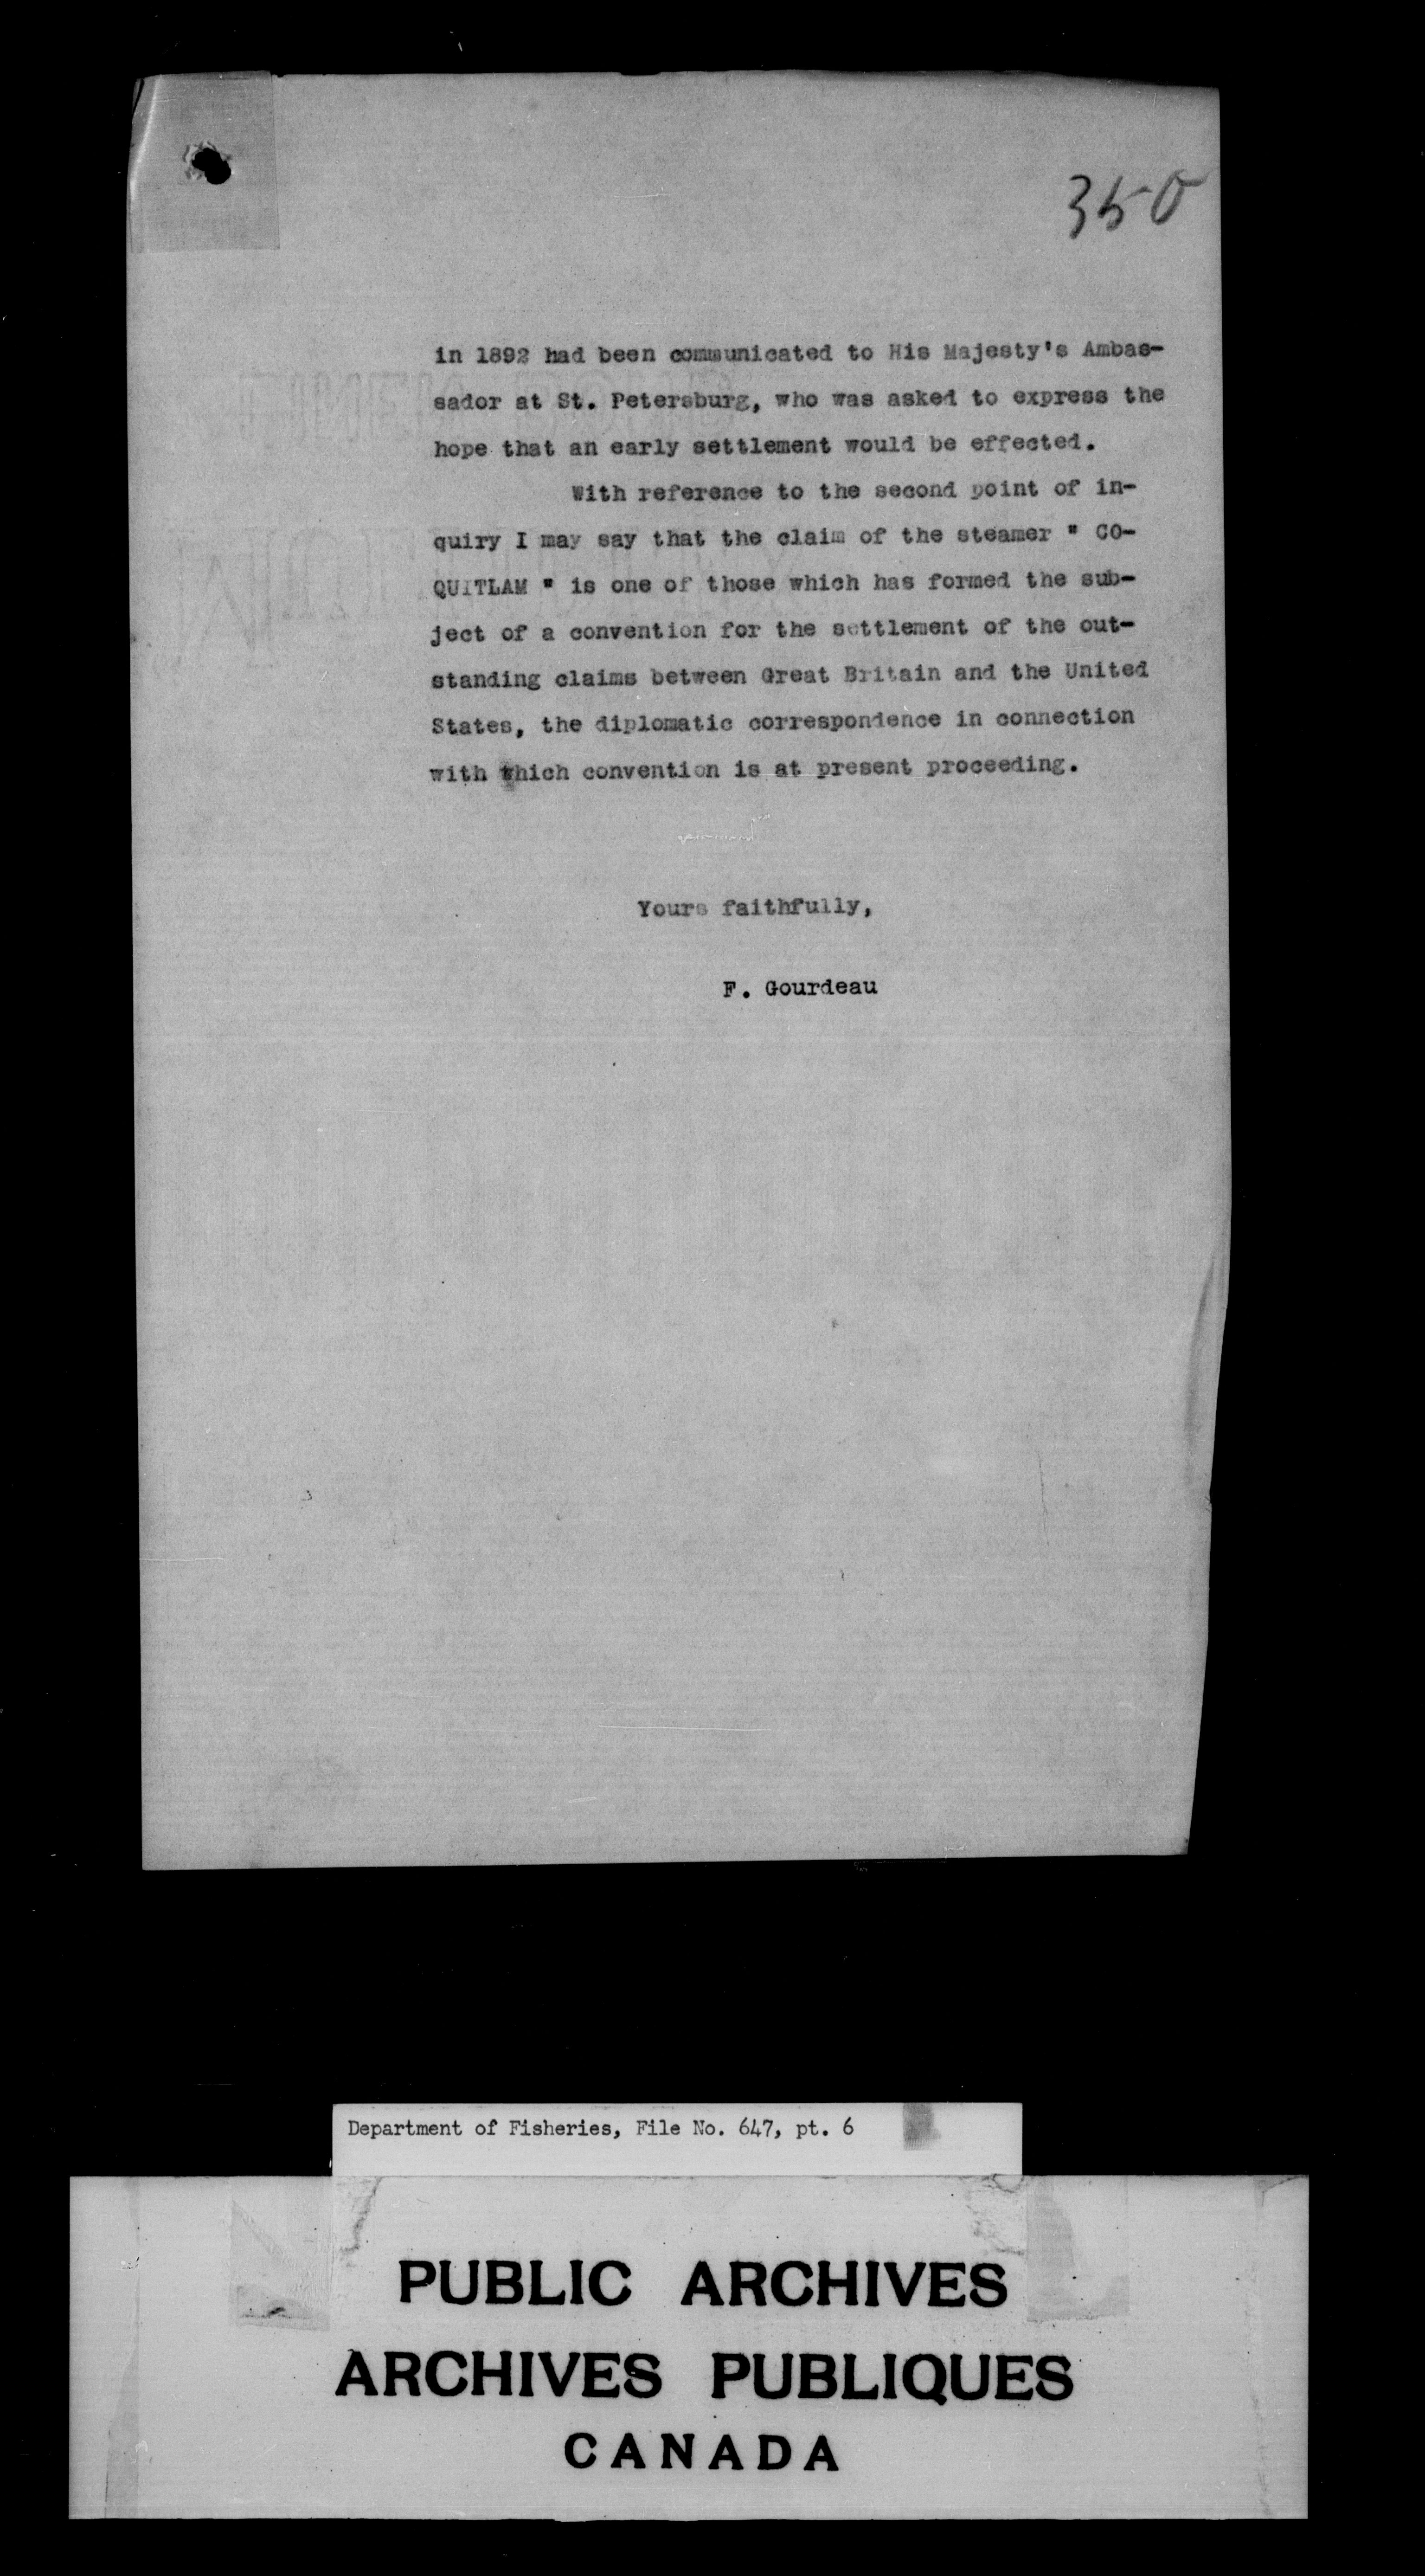 350
in 1892 had been communicated to His Majesty's Ambas-
sador at St. Petersburg, who was asked to express the
hope that an early settlement would be effected.
With reference to the second point of in-
quiry I may say that the claim of the steamer " CO-
QUITLAM " is one of those which has formed the sub-
ject of a convention for the settlement of the out-
standing claims between Great Britain and the United
States, the diplomatic correspondence in connection
with which convention is at present proceeding.
Yours faithfully,
F. Gourdeau
Department of Fisheries, File No. 647, pt. 6
PUBLIC ARCHIVES
ARCHIVES PUBLIQUES
CANADA